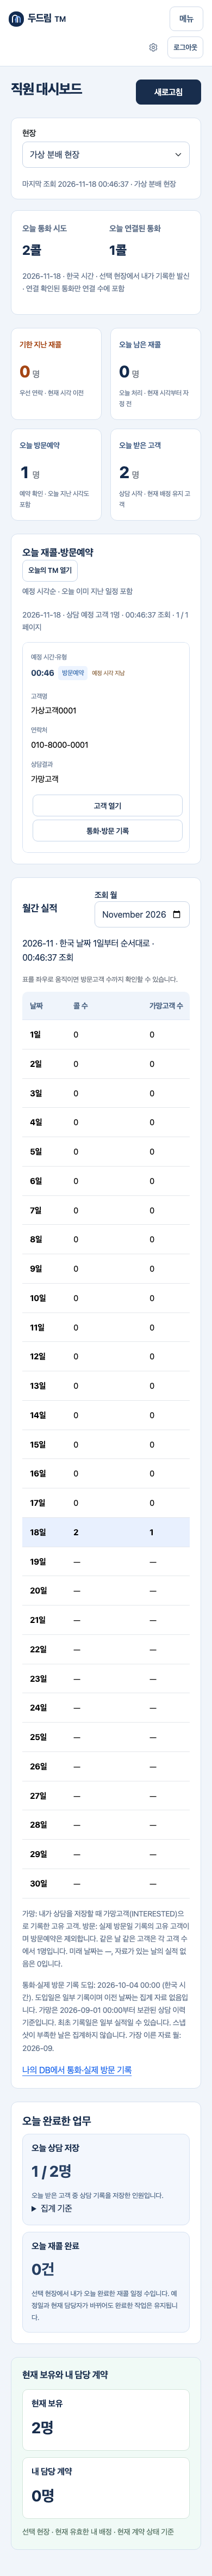 두드림 TM
메뉴
로그아웃
직원 대시보드
새로고침
현장
가상 분배 현장
마지막 조회 2026-11-18 00:46:37 · 가상 분배 현장
오늘 통화 시도
2콜
오늘 연결된 통화
1콜
2026-11-18 · 한국 시간 · 선택 현장에서 내가 기록한 발신
· 연결 확인된 통화만 연결 수에 포함
기한 지난 재콜
0 명
우선 연락 · 현재 시각 이전
오늘 남은 재콜
0 명
오늘 처리 · 현재 시각부터 자
정 전
오늘 방문예약
1 명
예약 확인 · 오늘 지난 시각도
포함
오늘 받은 고객
2 명
상담 시작 · 현재 배정 유지 고
객
오늘 재콜·방문예약
오늘의 TM 열기
예정 시각순 · 오늘 이미 지난 일정 포함
2026-11-18 · 상담 예정 고객 1명 · 00:46:37 조회 · 1 / 1
페이지
예정 시간·유형
00:46 방문예약 예정 시각 지남
고객명
가상고객0001
연락처
010-8000-0001
상담결과
가망고객
고객 열기
통화·방문 기록
월간 실적
조회 월
November 2026
2026-11 · 한국 날짜 1일부터 순서대로 ·
00:46:37 조회
표를 좌우로 움직이면 방문고객 수까지 확인할 수 있습니다.
날짜 콜 수 가망고객 수
1일 0 0
2일 0 0
3일 0 0
4일 0 0
5일 0 0
6일 0 0
7일 0 0
8일 0 0
9일 0 0
10일 0 0
11일 0 0
12일 0 0
13일 0 0
14일 0 0
15일 0 0
16일 0 0
17일 0 0
18일 2 1
19일 — —
20일 — —
21일 — —
22일 — —
23일 — —
24일 — —
25일 — —
26일 — —
27일 — —
28일 — —
29일 — —
30일 — —
가망: 내가 상담을 저장할 때 가망고객(INTERESTED)으
로 기록한 고유 고객. 방문: 실제 방문일 기록의 고유 고객이
며 방문예약은 제외합니다. 같은 날 같은 고객은 각 고객 수
에서 1명입니다. 미래 날짜는 —, 자료가 있는 날의 실적 없
음은 0입니다.
통화·실제 방문 기록 도입: 2026-10-04 00:00 (한국 시
간). 도입일은 일부 기록이며 이전 날짜는 집계 자료 없음입
니다. 가망은 2026-09-01 00:00부터 보관된 상담 이력
기준입니다. 최초 기록일은 일부 실적일 수 있습니다. 스냅
샷이 부족한 날은 집계하지 않습니다. 가장 이른 자료 월:
2026-09.
나의 DB에서 통화·실제 방문 기록
오늘 완료한 업무
오늘 상담 저장
1 / 2명
오늘 받은 고객 중 상담 기록을 저장한 인원입니다.
▶ 집계 기준
오늘 재콜 완료
0건
선택 현장에서 내가 오늘 완료한 재콜 일정 수입니다. 예
정일과 현재 담당자가 바뀌어도 완료한 작업은 유지됩니
다.
현재 보유와 내 담당 계약
현재 보유
2명
내 담당 계약
0명
선택 현장 · 현재 유효한 내 배정 · 현재 계약 상태 기준